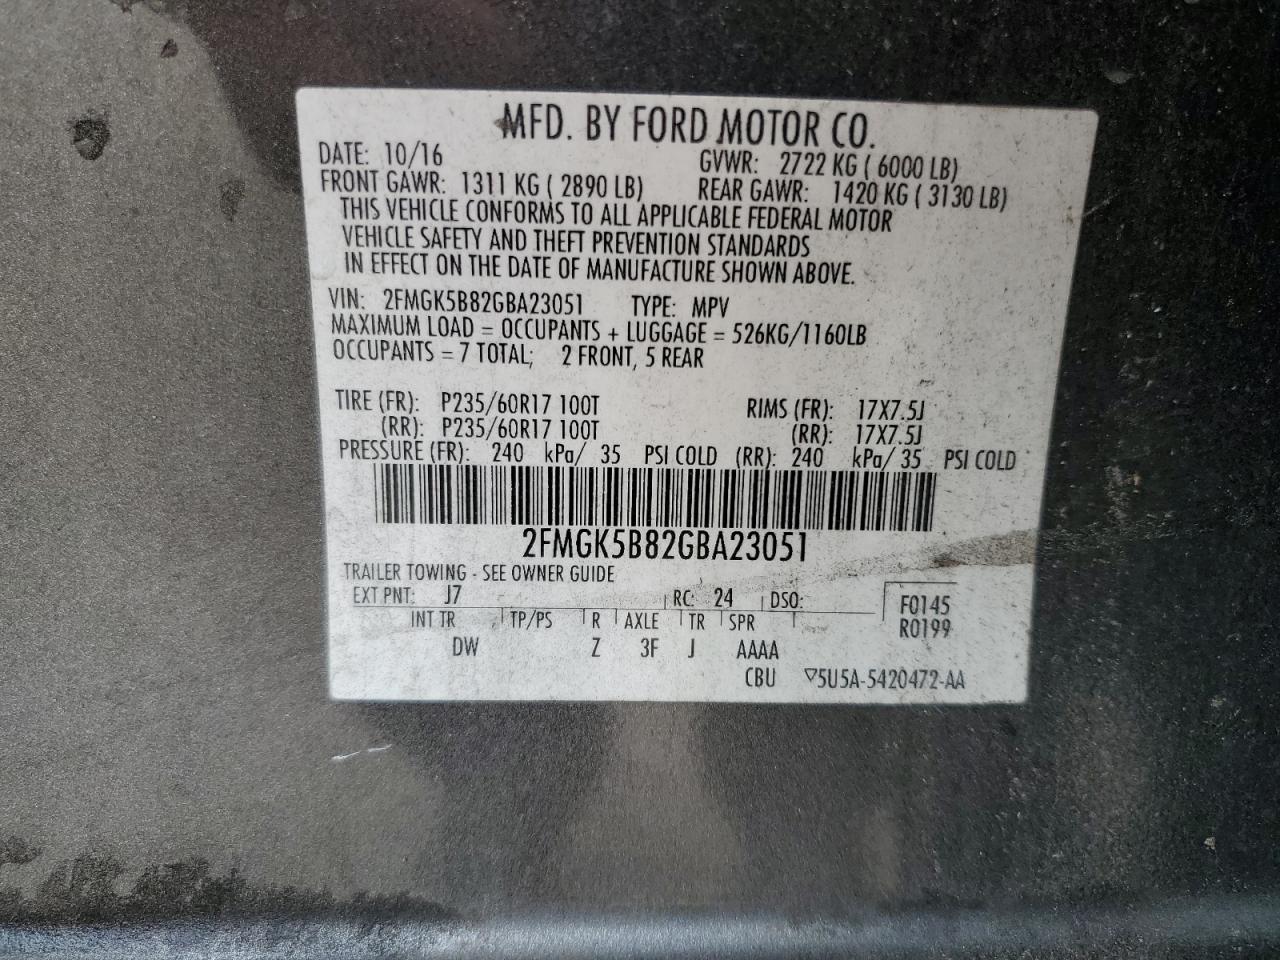 MFD. BY FORD MOTOR CO.
DATE: 10/16 GVWR: 2722 KG ( 6000 LB)
FRONT GAWR: 1311 KG ( 2890 LB) REAR GAWR: 1420 KG ( 3130 LB)
THIS VEHICLE CONFORMS TO ALL APPLICABLE FEDERAL MOTOR
VEHICLE SAFETY AND THEFT PREVENTION STANDARDS
IN EFFECT ON THE DATE OF MANUFACTURE SHOWN ABOVE.
VIN: 2FMGK5B82GBA23051 TYPE: MPV
MAXIMUM LOAD = OCCUPANTS + LUGGAGE = 526KG/1160LB
OCCUPANTS = 7 TOTAL; 2 FRONT, 5 REAR
TIRE (FR): P235/60R17 100T RIMS (FR): 17X7.5J
(RR): P235/60R17 100T (RR): 17X7.5J
PRESSURE (FR): 240 kPa/ 35 PSI COLD (RR): 240 kPa/ 35 PSI COLD
2FMGK5B82GBA23051
TRAILER TOWING - SEE OWNER GUIDE
EXT PNT: J7 RC: 24 DSO: F0145
INT TR TP/PS R AXLE TR SPR R0199
DW Z 3F J AAAA
CBU ▽5U5A-5420472-AA